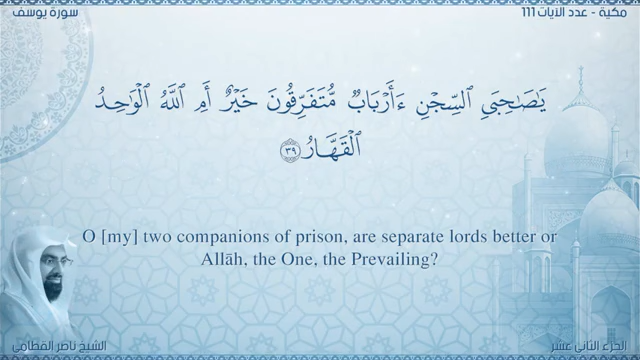 سورة يوسف
مكية - عدد الآيات 111
يَٰصَٰحِبَىِ ٱلسِّجْنِ ءَأَرْبَابٌ مُّتَفَرِّقُونَ خَيْرٌ أَمِ ٱللَّهُ ٱلْوَٰحِدُ
ٱلْقَهَّارُ ٣٩
O [my] two companions of prison, are separate lords better or
Allāh, the One, the Prevailing?
الشيخ ناصر القطامي
الجزء الثاني عشر